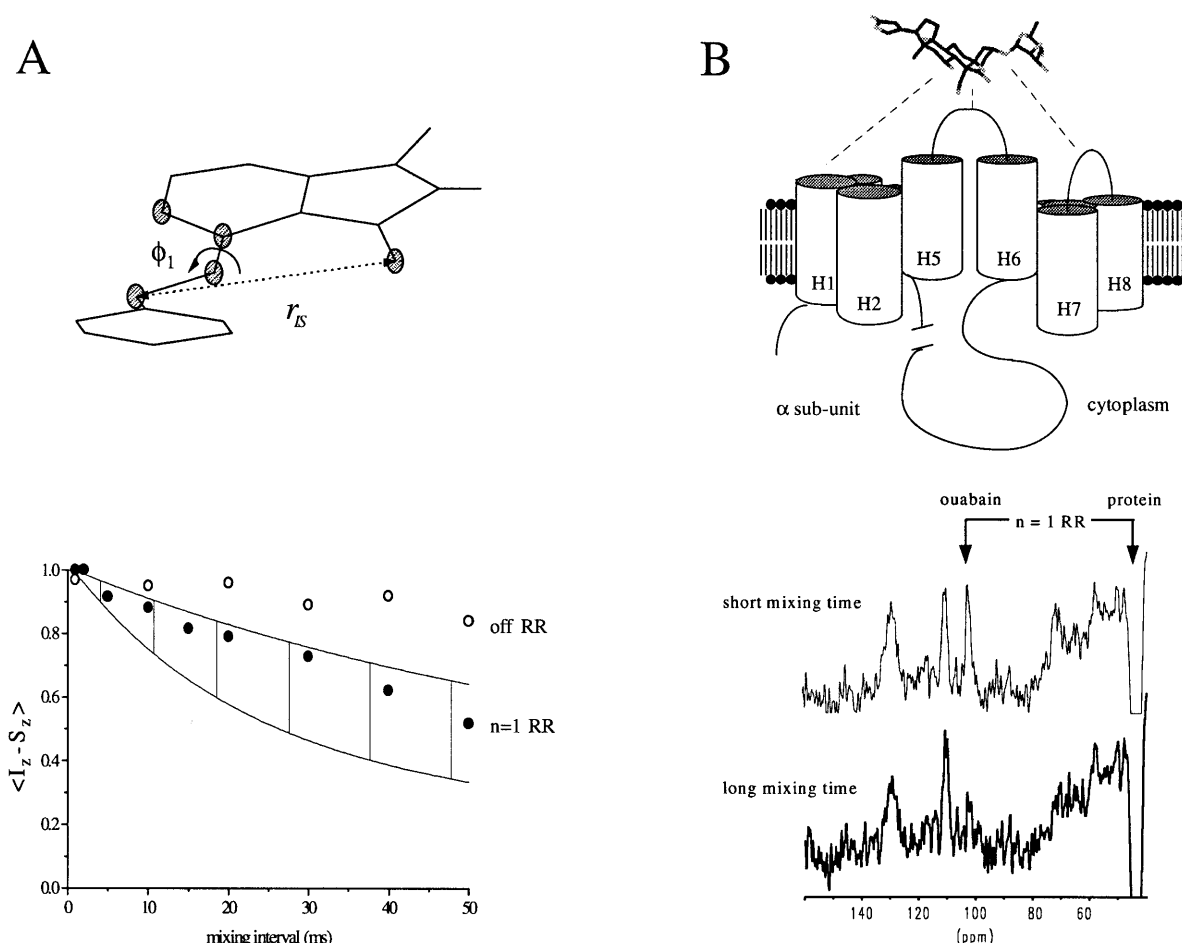 A
ϕ1
rIS
B
H1
H2
H5
H6
H7
H8
α sub-unit
cytoplasm
<Iz - Sz>
1.0
0.8
0.6
0.4
0.2
0.0
off RR
n=1 RR
0
10
20
30
40
50
mixing interval (ms)
ouabain
protein
n = 1 RR
short mixing time
long mixing time
140
120
100
80
60
(ppm)